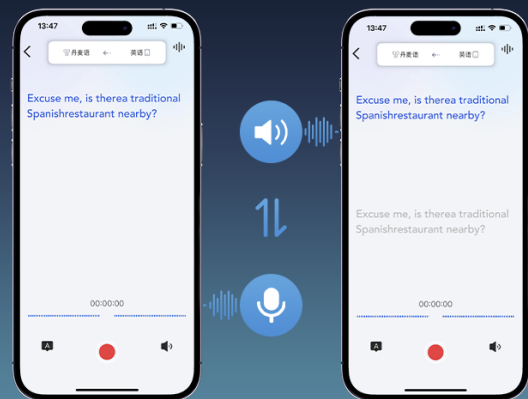 13:47
丹麦语 英语
Excuse me, is therea traditional
Spanishrestaurant nearby?
00:00:00
A
13:47
丹麦语 英语
Excuse me, is therea traditional
Spanishrestaurant nearby?
Excuse me, is therea traditional
Spanishrestaurant nearby?
00:00:00
A